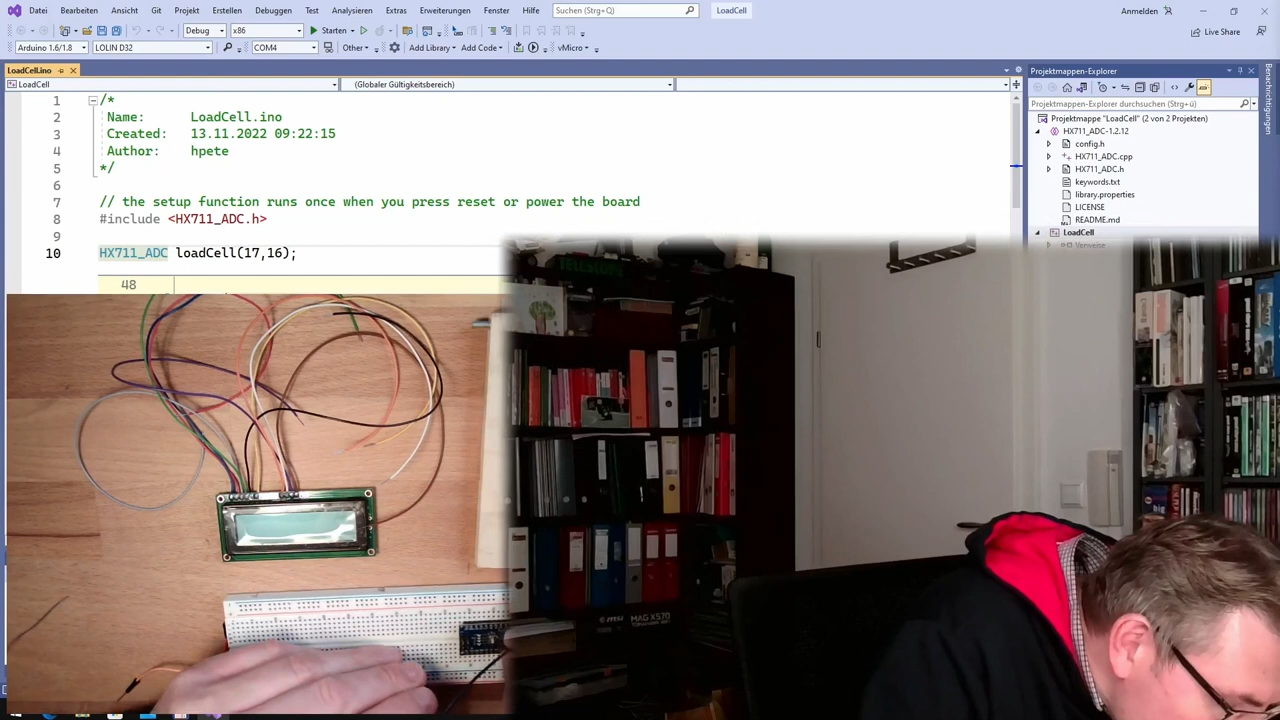 Datei Bearbeiten Ansicht Git Projekt Erstellen Debuggen Test Analysieren Extras Erweiterungen Fenster Hilfe Suchen (Strg+Q) LoadCell Anmelden
Debug x86 Starten Live Share
Arduino 1.6/1.8 LOLIN D32 COM4 Other Add Library Add Code vMicro
LoadCell.ino
LoadCell (Globaler Gültigkeitsbereich)
1 /*
2 Name: LoadCell.ino
3 Created: 13.11.2022 09:22:15
4 Author: hpete
5 */
6
7 // the setup function runs once when you press reset or power the board
8 #include <HX711_ADC.h>
9
10 HX711_ADC loadCell(17,16);
48
Projektmappen-Explorer
Projektmappen-Explorer durchsuchen (Strg+ü)
Projektmappe "LoadCell" (2 von 2 Projekten)
HX711_ADC-1.2.12
config.h
HX711_ADC.cpp
HX711_ADC.h
keywords.txt
library.properties
LICENSE
README.md
LoadCell
Verweise
Benachrichtigungen
msi MAG X570